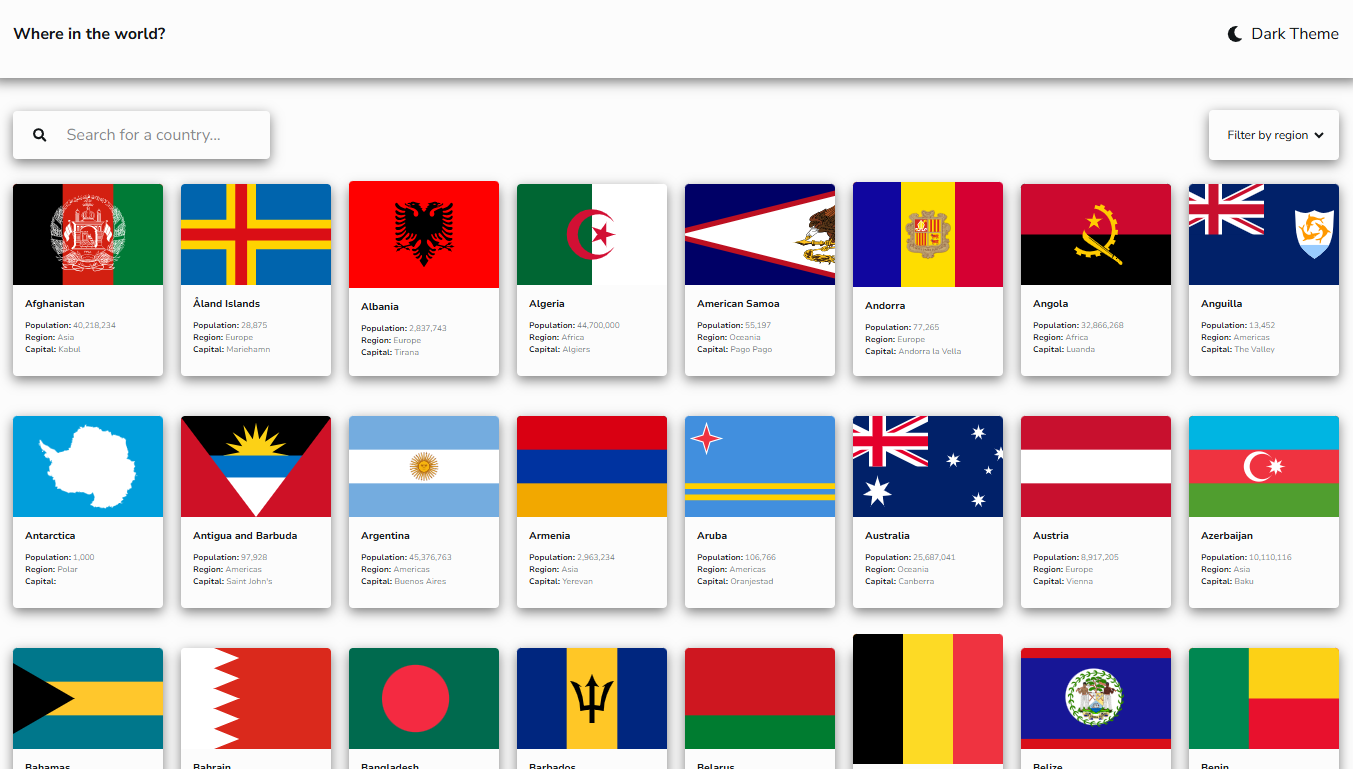 Where in the world?
Dark Theme
Search for a country...
Filter by region
Afghanistan
Population: 40,218,234
Region: Asia
Capital: Kabul
Åland Islands
Population: 28,875
Region: Europe
Capital: Mariehamn
Albania
Population: 2,837,743
Region: Europe
Capital: Tirana
Algeria
Population: 44,700,000
Region: Africa
Capital: Algiers
American Samoa
Population: 55,197
Region: Oceania
Capital: Pago Pago
Andorra
Population: 77,265
Region: Europe
Capital: Andorra la Vella
Angola
Population: 32,866,268
Region: Africa
Capital: Luanda
Anguilla
Population: 13,452
Region: Americas
Capital: The Valley
Antarctica
Population: 1,000
Region: Polar
Capital:
Antigua and Barbuda
Population: 97,928
Region: Americas
Capital: Saint John's
Argentina
Population: 45,376,763
Region: Americas
Capital: Buenos Aires
Armenia
Population: 2,963,234
Region: Asia
Capital: Yerevan
Aruba
Population: 106,766
Region: Americas
Capital: Oranjestad
Australia
Population: 25,687,041
Region: Oceania
Capital: Canberra
Austria
Population: 8,917,205
Region: Europe
Capital: Vienna
Azerbaijan
Population: 10,110,116
Region: Asia
Capital: Baku
Bahamas
Bahrain
Bangladesh
Barbados
Belarus
Belize
Benin